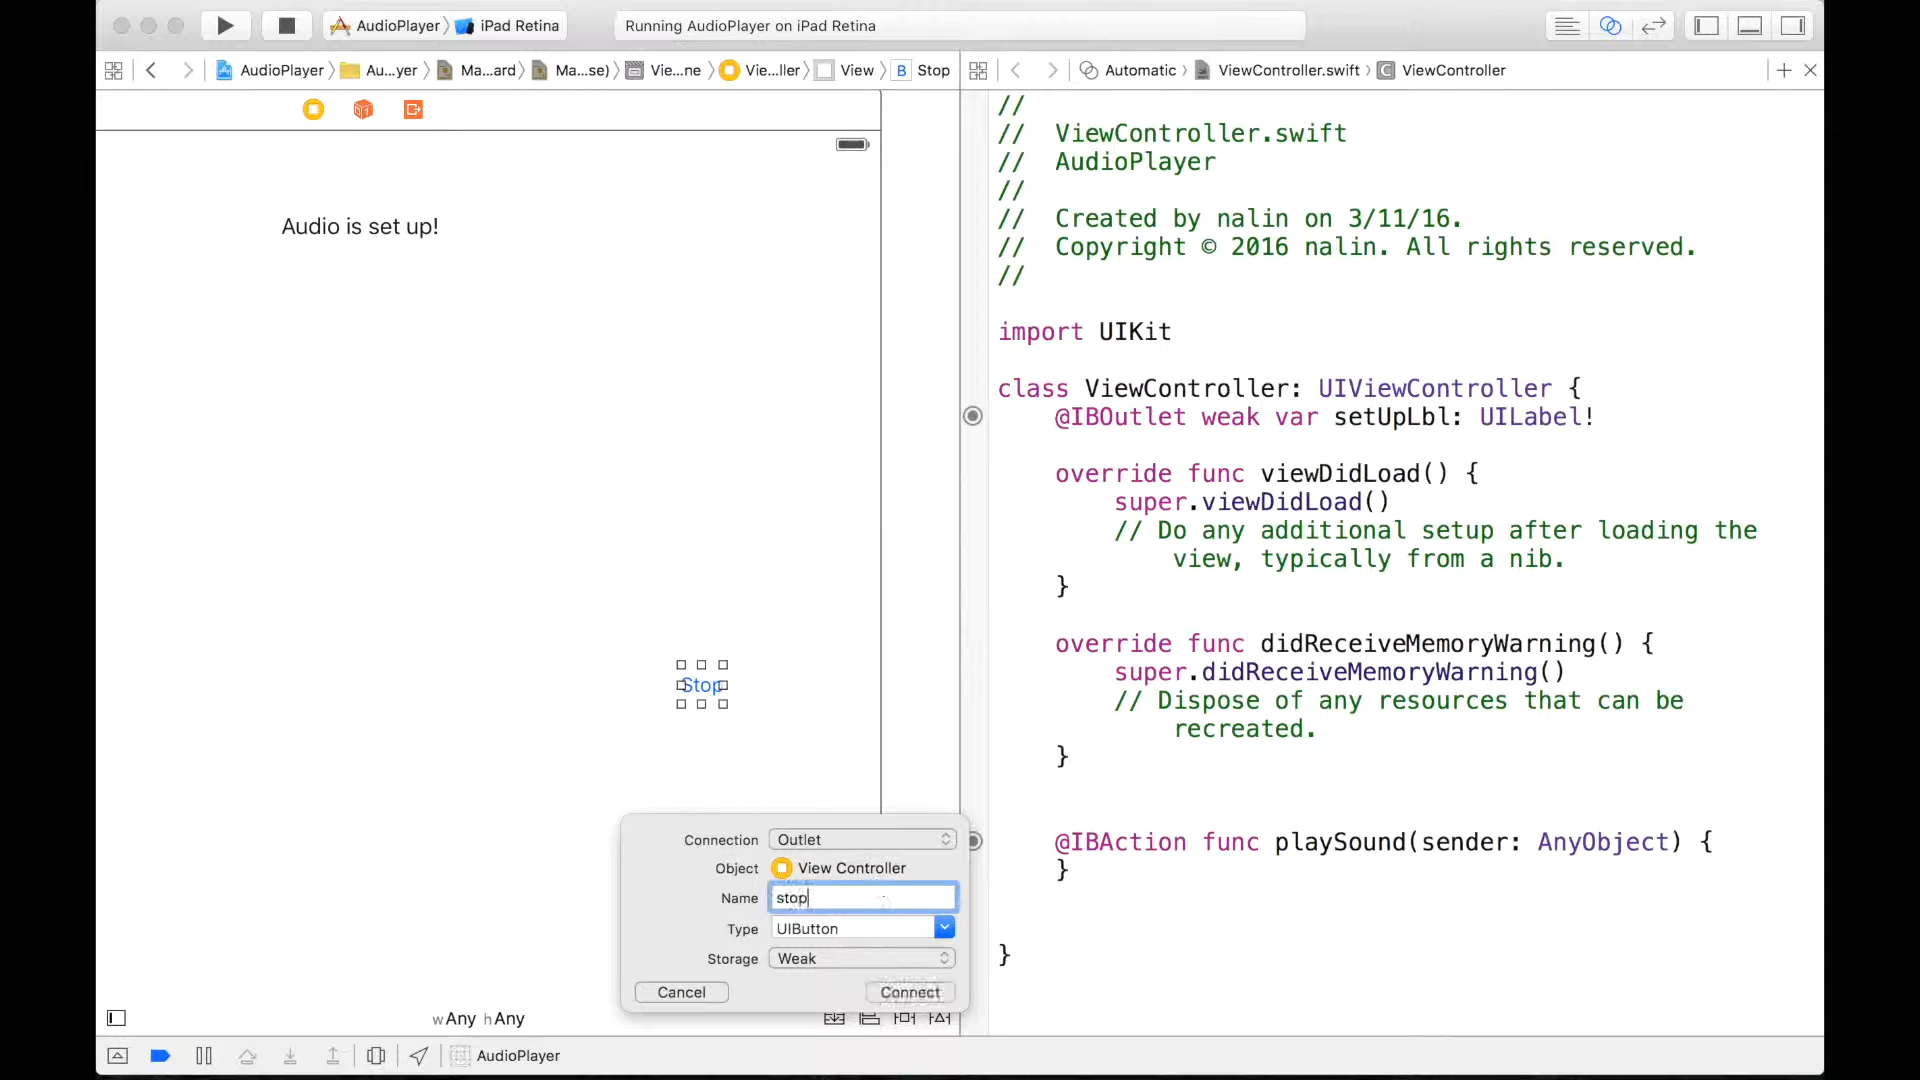 AudioPlayer iPad Retina
Running AudioPlayer on iPad Retina
AudioPlayer Au...yer Ma...ard Ma...se) Vie...ne Vie...ller View B Stop
Automatic ViewController.swift C ViewController
Audio is set up!
Stop
//
// ViewController.swift
// AudioPlayer
//
// Created by nalin on 3/11/16.
// Copyright © 2016 nalin. All rights reserved.
//
import UIKit
class ViewController: UIViewController {
@IBOutlet weak var setUpLbl: UILabel!
override func viewDidLoad() {
super.viewDidLoad()
// Do any additional setup after loading the
view, typically from a nib.
}
override func didReceiveMemoryWarning() {
super.didReceiveMemoryWarning()
// Dispose of any resources that can be
recreated.
}
@IBAction func playSound(sender: AnyObject) {
}
}
Connection Outlet
Object View Controller
Name stop
Type UIButton
Storage Weak
Cancel Connect
wAny hAny
AudioPlayer